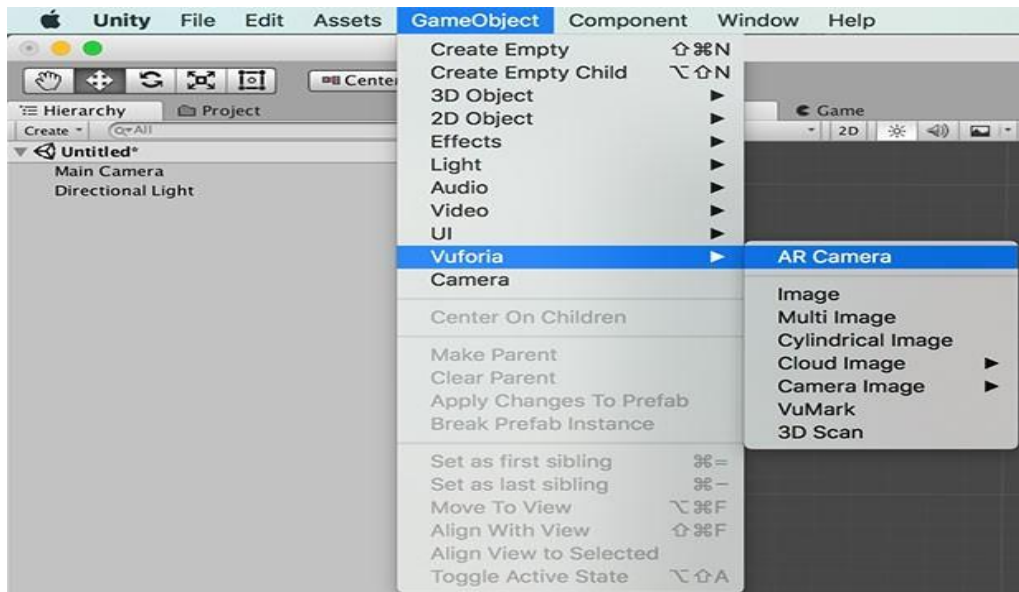 Unity File Edit Assets GameObject Component Window Help
Center
Hierarchy Project
Create All
Untitled*
Main Camera
Directional Light
Create Empty ⇧⌘N
Create Empty Child ⌥⇧N
3D Object
2D Object
Effects
Light
Audio
Video
UI
Vuforia
Camera
Center On Children
Make Parent
Clear Parent
Apply Changes To Prefab
Break Prefab Instance
Set as first sibling ⌘=
Set as last sibling ⌘-
Move To View ⌥⌘F
Align With View ⇧⌘F
Align View to Selected
Toggle Active State ⌥⇧A
Game
2D
AR Camera
Image
Multi Image
Cylindrical Image
Cloud Image
Camera Image
VuMark
3D Scan